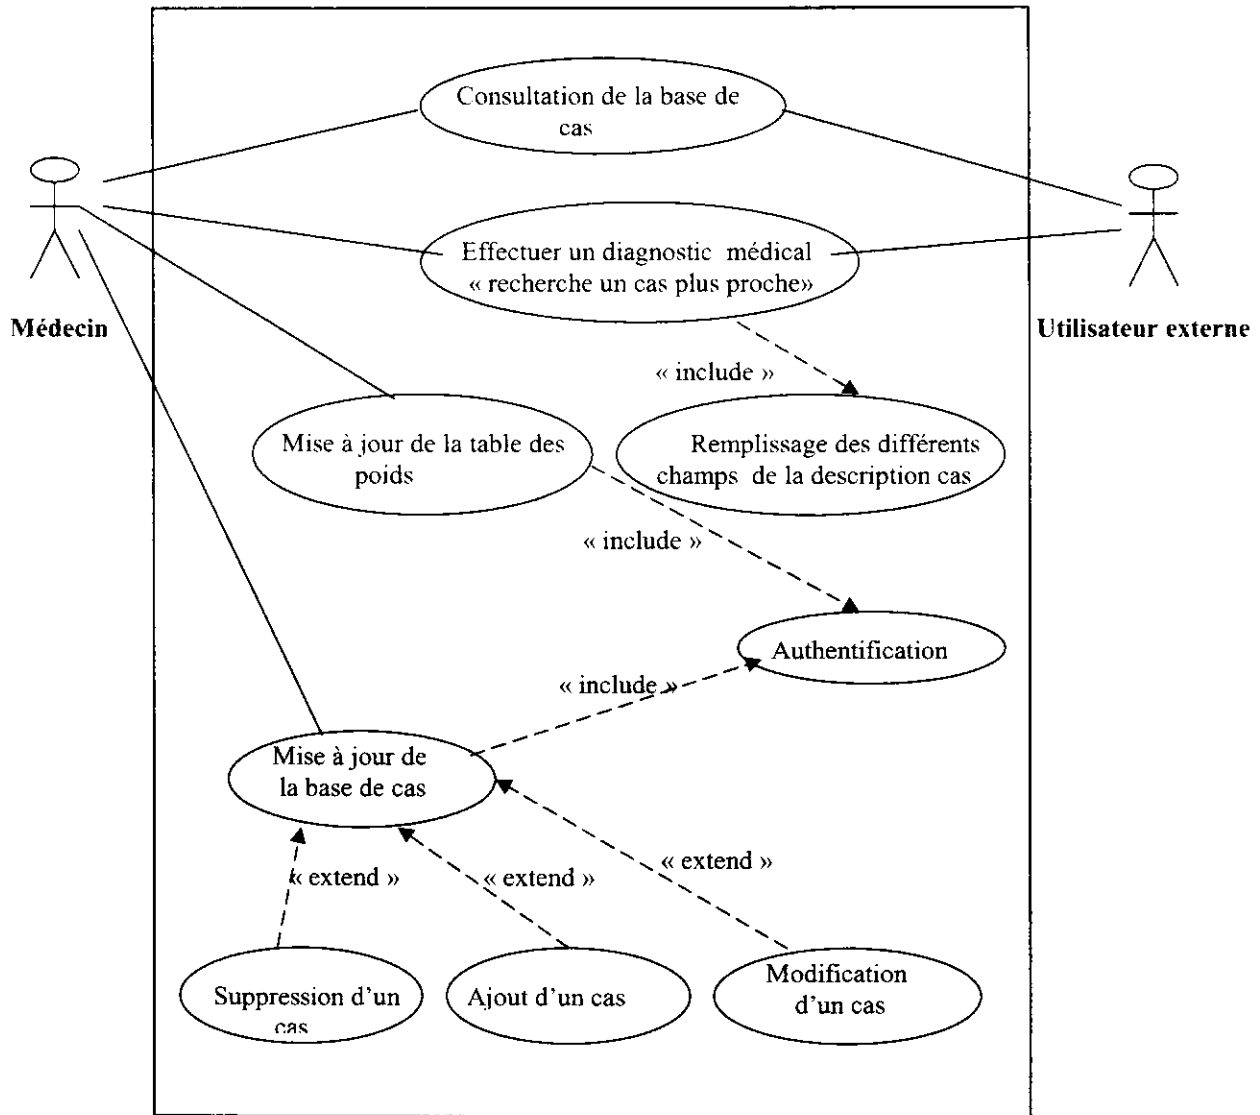 Consultation de la base de
cas
Effectuer un diagnostic médical
« recherche un cas plus proche»
Médecin
Utilisateur externe
« include »
Mise à jour de la table des
poids
Remplissage des différents
champs de la description cas
« include »
Authentification
« include »
Mise à jour de
la base de cas
« extend »
« extend »
« extend »
Suppression d'un
cas
Ajout d'un cas
Modification
d'un cas